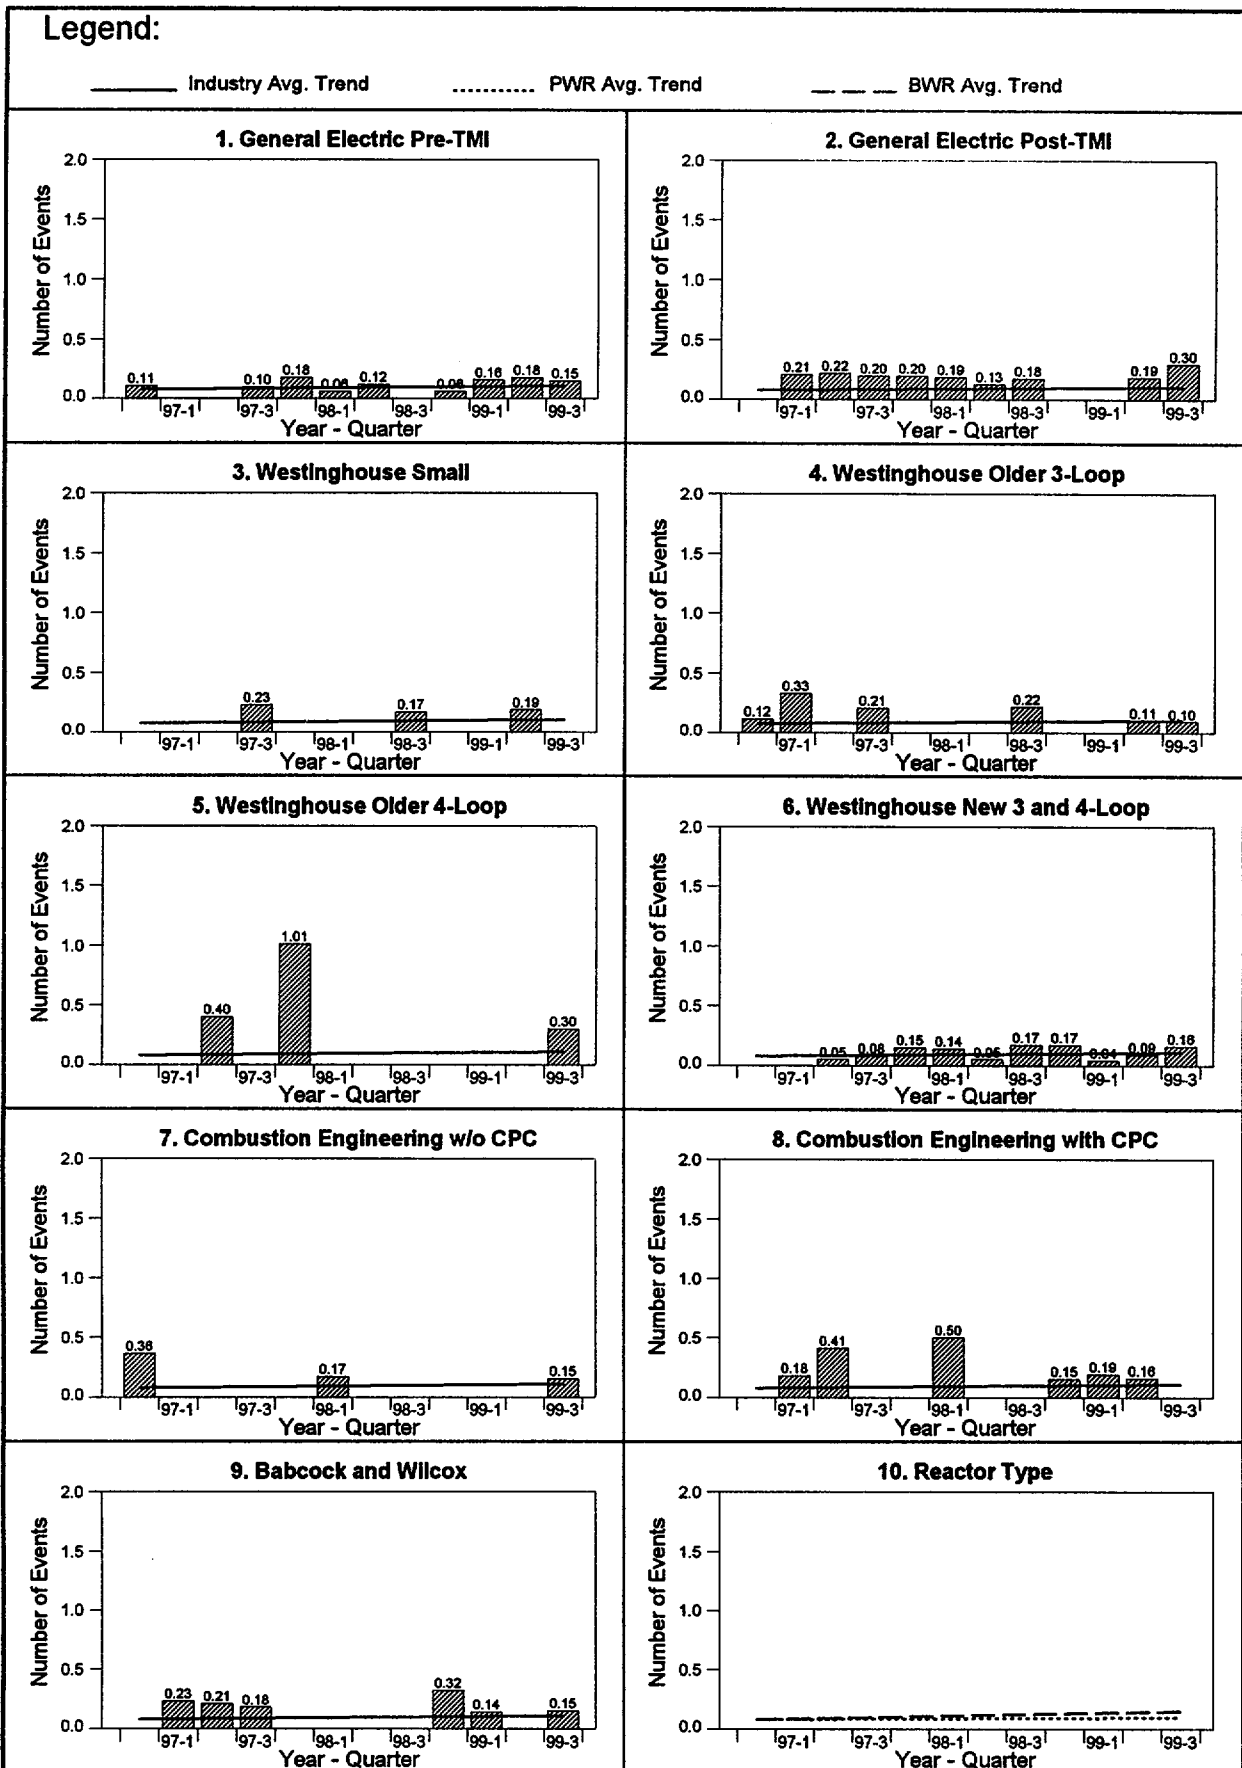 Legend:
Industry Avg. Trend PWR Avg. Trend BWR Avg. Trend
1. General Electric Pre-TMI
Number of Events
2.0
1.5
1.0
0.5
0.0
0.11 0.10 0.18 0.06 0.12 0.06 0.16 0.18 0.15
97-1 97-3 98-1 98-3 99-1 99-3
Year - Quarter
2. General Electric Post-TMI
Number of Events
2.0
1.5
1.0
0.5
0.0
0.21 0.22 0.20 0.20 0.19 0.13 0.18 0.19 0.30
97-1 97-3 98-1 98-3 99-1 99-3
Year - Quarter
3. Westinghouse Small
Number of Events
2.0
1.5
1.0
0.5
0.0
0.23 0.17 0.19
97-1 97-3 98-1 98-3 99-1 99-3
Year - Quarter
4. Westinghouse Older 3-Loop
Number of Events
2.0
1.5
1.0
0.5
0.0
0.12 0.33 0.21 0.22 0.11 0.10
97-1 97-3 98-1 98-3 99-1 99-3
Year - Quarter
5. Westinghouse Older 4-Loop
Number of Events
2.0
1.5
1.0
0.5
0.0
0.40 1.01 0.30
97-1 97-3 98-1 98-3 99-1 99-3
Year - Quarter
6. Westinghouse New 3 and 4-Loop
Number of Events
2.0
1.5
1.0
0.5
0.0
0.05 0.08 0.15 0.14 0.17 0.17 0.04 0.09 0.16
97-1 97-3 98-1 98-3 99-1 99-3
Year - Quarter
7. Combustion Engineering w/o CPC
Number of Events
2.0
1.5
1.0
0.5
0.0
0.36 0.17 0.15
97-1 97-3 98-1 98-3 99-1 99-3
Year - Quarter
8. Combustion Engineering with CPC
Number of Events
2.0
1.5
1.0
0.5
0.0
0.18 0.41 0.50 0.15 0.19 0.16
97-1 97-3 98-1 98-3 99-1 99-3
Year - Quarter
9. Babcock and Wilcox
Number of Events
2.0
1.5
1.0
0.5
0.0
0.23 0.21 0.18 0.32 0.14 0.15
97-1 97-3 98-1 98-3 99-1 99-3
Year - Quarter
10. Reactor Type
Number of Events
2.0
1.5
1.0
0.5
0.0
97-1 97-3 98-1 98-3 99-1 99-3
Year - Quarter